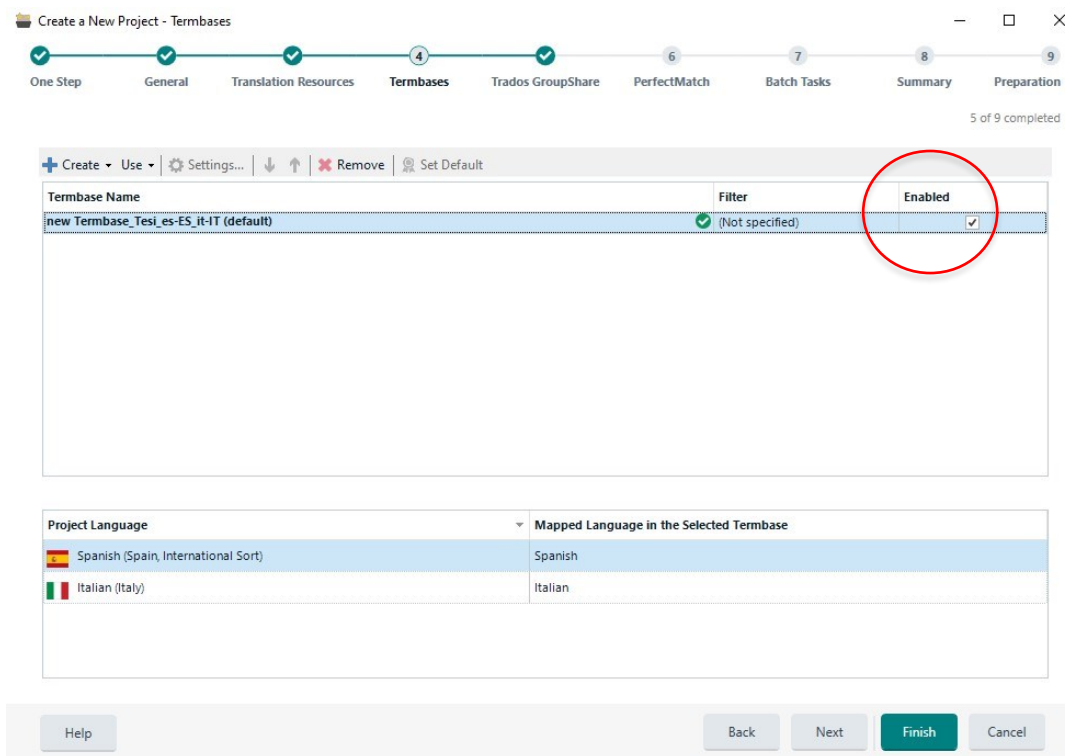 Create a New Project - Termbases
4 6 7 8 9
One Step General Translation Resources Termbases Trados GroupShare PerfectMatch Batch Tasks Summary Preparation
5 of 9 completed
Create Use Settings... Remove Set Default
Termbase Name Filter Enabled
new Termbase_Tesi_es-ES_it-IT (default) (Not specified)
Project Language Mapped Language in the Selected Termbase
Spanish (Spain, International Sort) Spanish
Italian (Italy) Italian
Help Back Next Finish Cancel